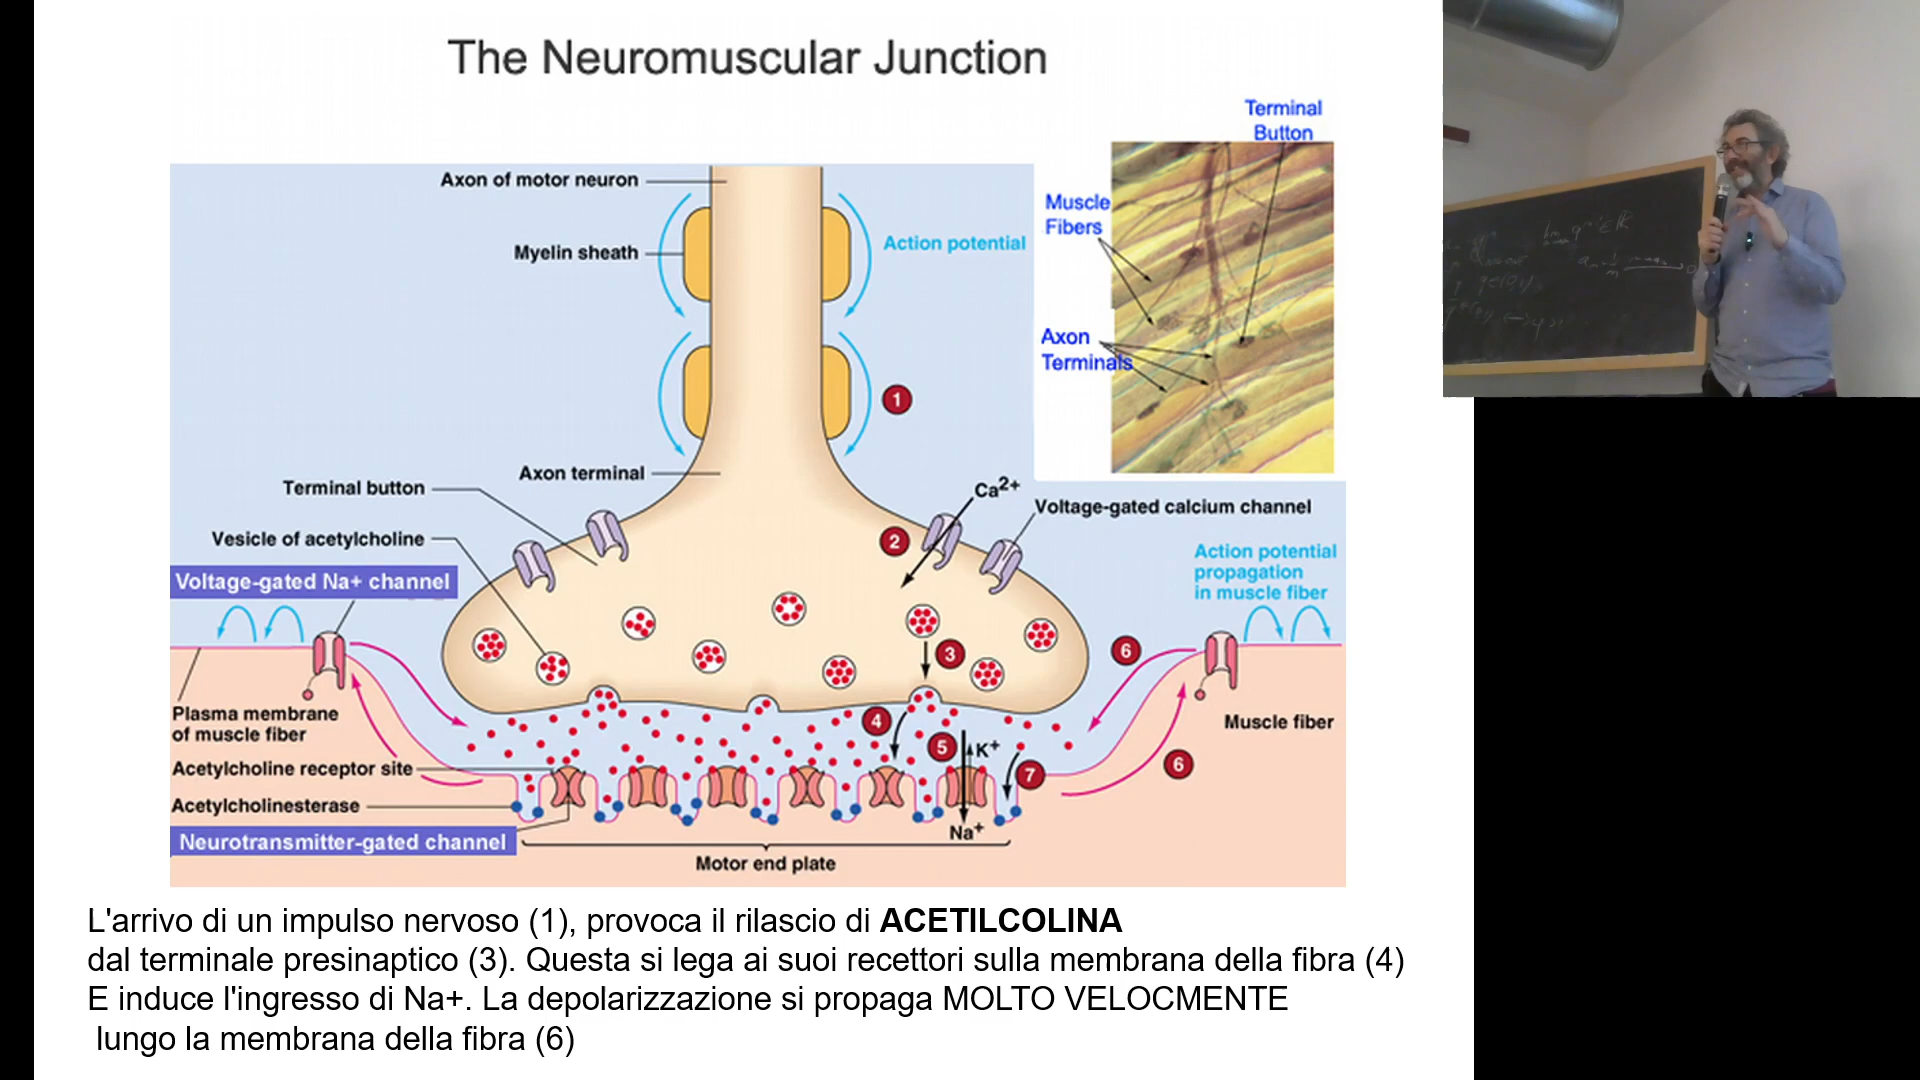 The Neuromuscular Junction
Terminal
Button
Axon of motor neuron
Muscle
Fibers
Action potential
Myelin sheath
1
Axon
Terminals
Axon terminal
Terminal button
Ca2+
Voltage-gated calcium channel
Vesicle of acetylcholine
2
Action potential
propagation
in muscle fiber
Voltage-gated Na+ channel
3
6
Plasma membrane
of muscle fiber
4
Muscle fiber
5
K+
Acetylcholine receptor site
7
6
Acetylcholinesterase
Na+
Neurotransmitter-gated channel
Motor end plate
L'arrivo di un impulso nervoso (1), provoca il rilascio di ACETILCOLINA
dal terminale presinaptico (3). Questa si lega ai suoi recettori sulla membrana della fibra (4)
E induce l'ingresso di Na+. La depolarizzazione si propaga MOLTO VELOCMENTE
lungo la membrana della fibra (6)